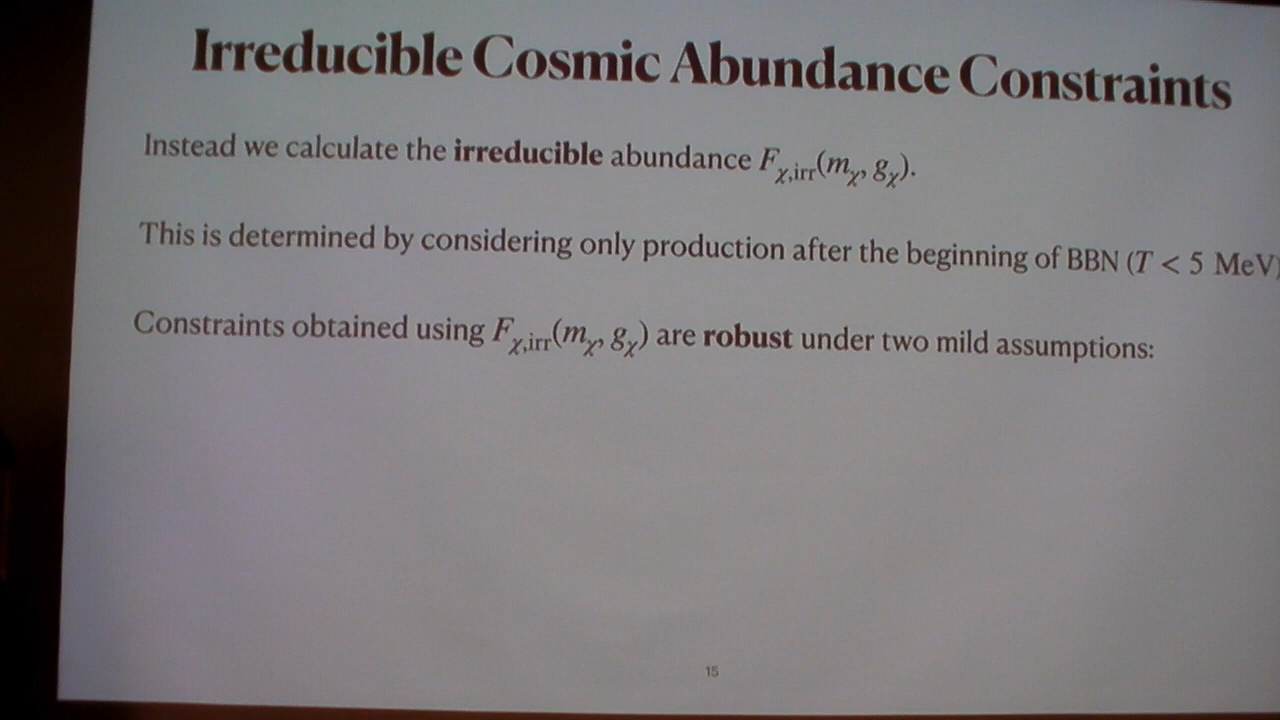 Irreducible Cosmic Abundance Constraints
Instead we calculate the irreducible abundance F_{χ,irr}(m_χ, g_χ).
This is determined by considering only production after the beginning of BBN (T < 5 MeV)
Constraints obtained using F_{χ,irr}(m_χ, g_χ) are robust under two mild assumptions:
15